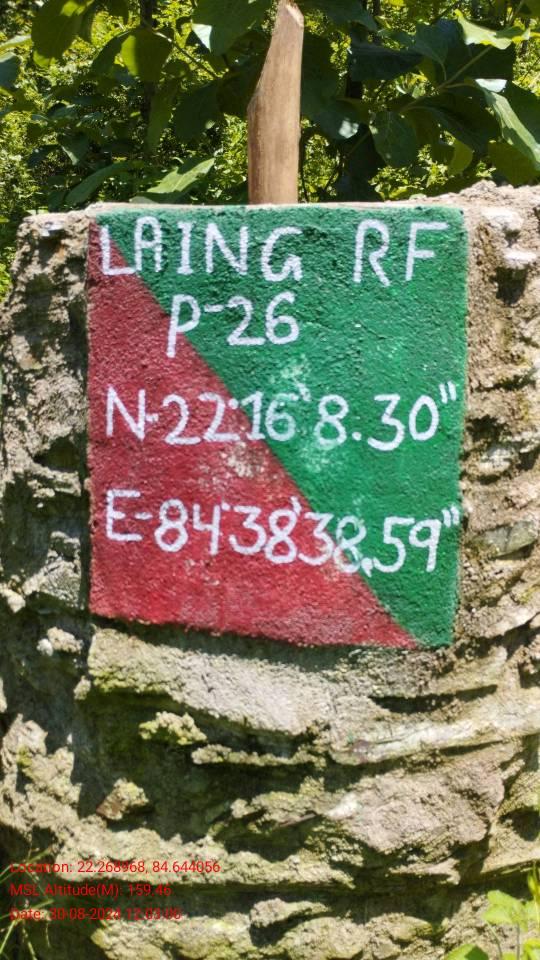 LAING RF
P-26
N-22°16'8.30"
E-84°38'38.59"
Location: 22.268968, 84.644056
MSL Altitude(M): 159.46
Date: 30-08-2024 12:03:06